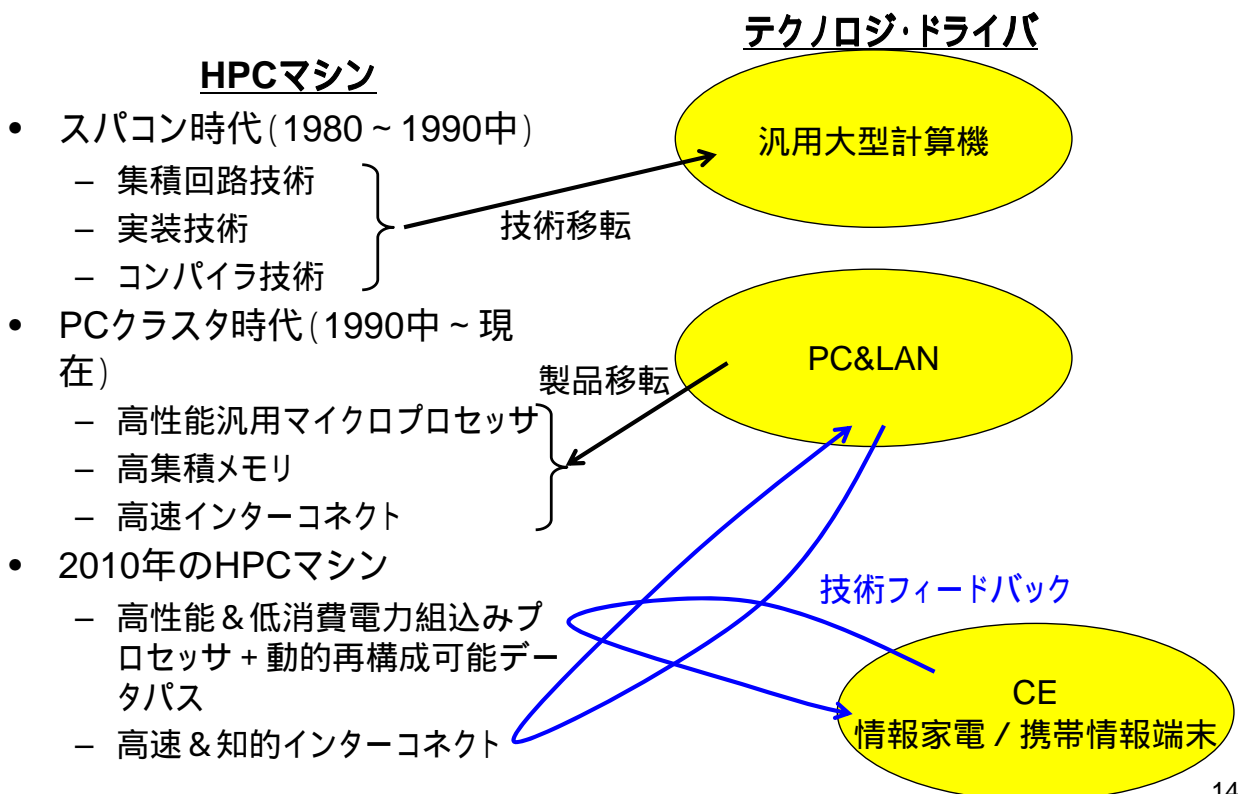 テクノロジ・ドライバ
HPCマシン
• スパコン時代(1980~1990中)
– 集積回路技術
– 実装技術
– コンパイラ技術
技術移転
汎用大型計算機
• PCクラスタ時代(1990中~現
在)
製品移転
PC&LAN
– 高性能汎用マイクロプロセッサ
– 高集積メモリ
– 高速インターコネクト
• 2010年のHPCマシン
– 高性能&低消費電力組込みプ
ロセッサ+動的再構成可能デー
タパス
– 高速&知的インターコネクト
技術フィードバック
CE
情報家電/携帯情報端末
14